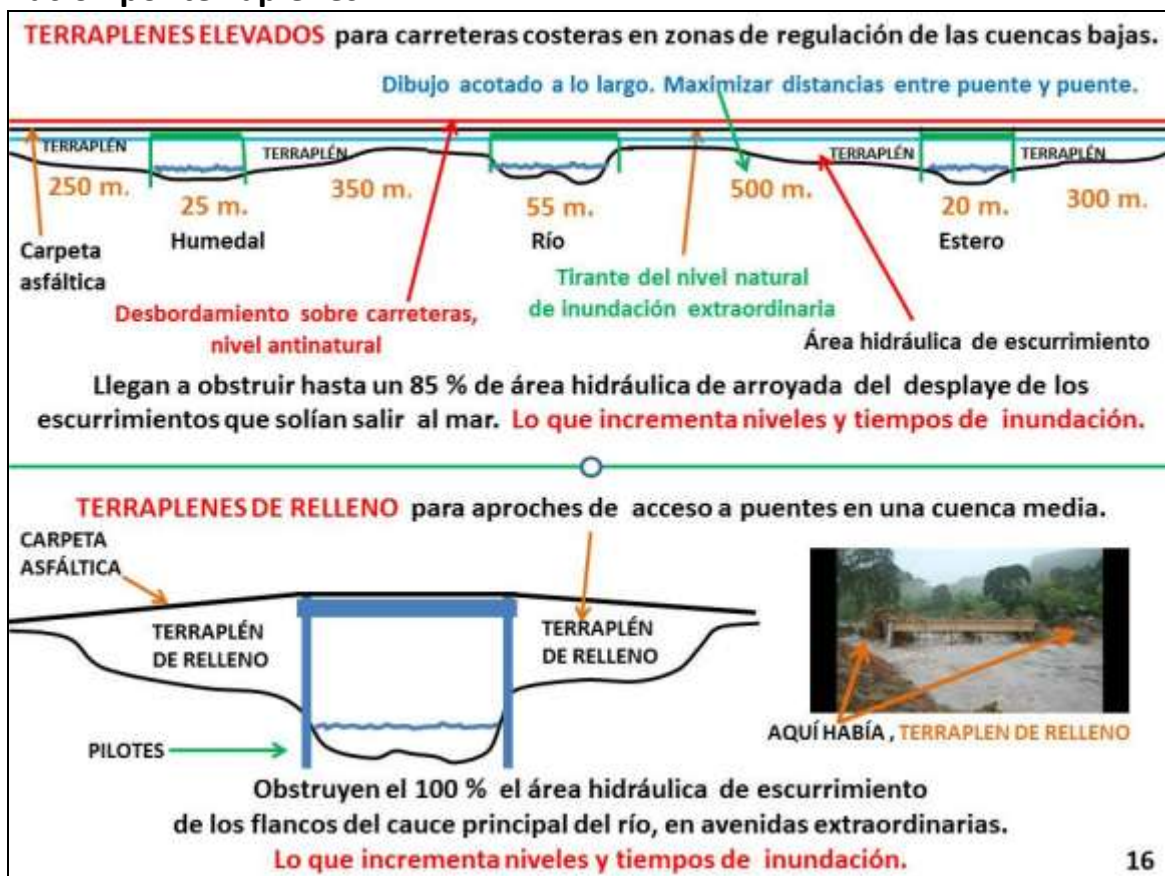 TERRAPLENES ELEVADOS para carreteras costeras en zonas de regulación de las cuencas bajas.
Dibujo acotado a lo largo. Maximizar distancias entre puente y puente.
TERRAPLÉN TERRAPLÉN TERRAPLÉN TERRAPLÉN
250 m. 25 m. 350 m. 55 m. 500 m. 20 m. 300 m.
Humedal Río Estero
Carpeta
asfáltica
Tirante del nivel natural
de inundación extraordinaria
Desbordamiento sobre carreteras,
nivel antinatural
Área hidráulica de escurrimiento
Llegan a obstruir hasta un 85 % de área hidráulica de arroyada del desplaye de los
escurrimientos que solían salir al mar. Lo que incrementa niveles y tiempos de inundación.
TERRAPLENES DE RELLENO para aproches de acceso a puentes en una cuenca media.
CARPETA
ASFÁLTICA
TERRAPLÉN
DE RELLENO
TERRAPLÉN
DE RELLENO
PILOTES
AQUÍ HABÍA , TERRAPLEN DE RELLENO
Obstruyen el 100 % el área hidráulica de escurrimiento
de los flancos del cauce principal del río, en avenidas extraordinarias.
Lo que incrementa niveles y tiempos de inundación.
16